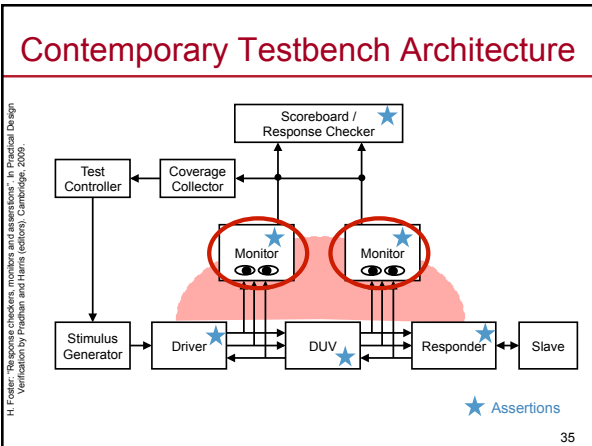 Contemporary Testbench Architecture
H. Foster: "Response checkers, monitors and asserstions". In Practical Design
Verification by Pradhan and Harris (editors). Cambridge, 2009.
Scoreboard /
Response Checker
Test
Controller
Coverage
Collector
Monitor
Monitor
Stimulus
Generator
Driver
DUV
Responder
Slave
Assertions
35